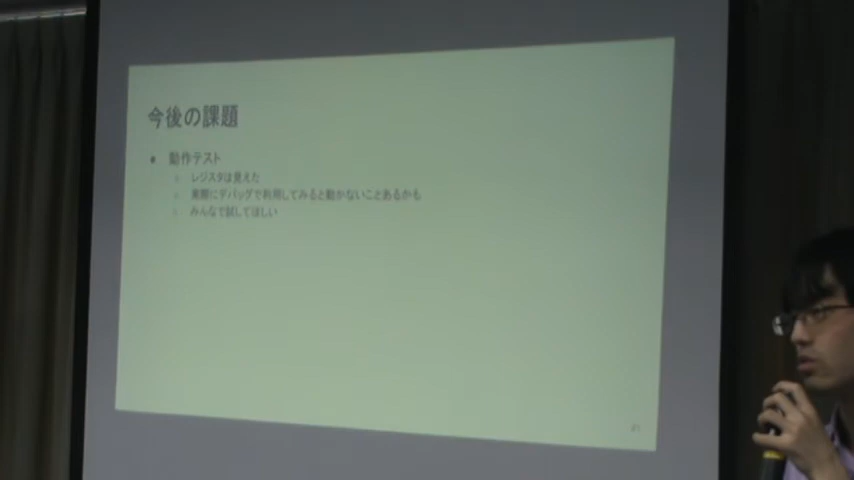 今後の課題
● 動作テスト
○ レジスタは見えた
○ 実際にデバッグで利用してみると動かないことあるかも
○ みんなで試してほしい